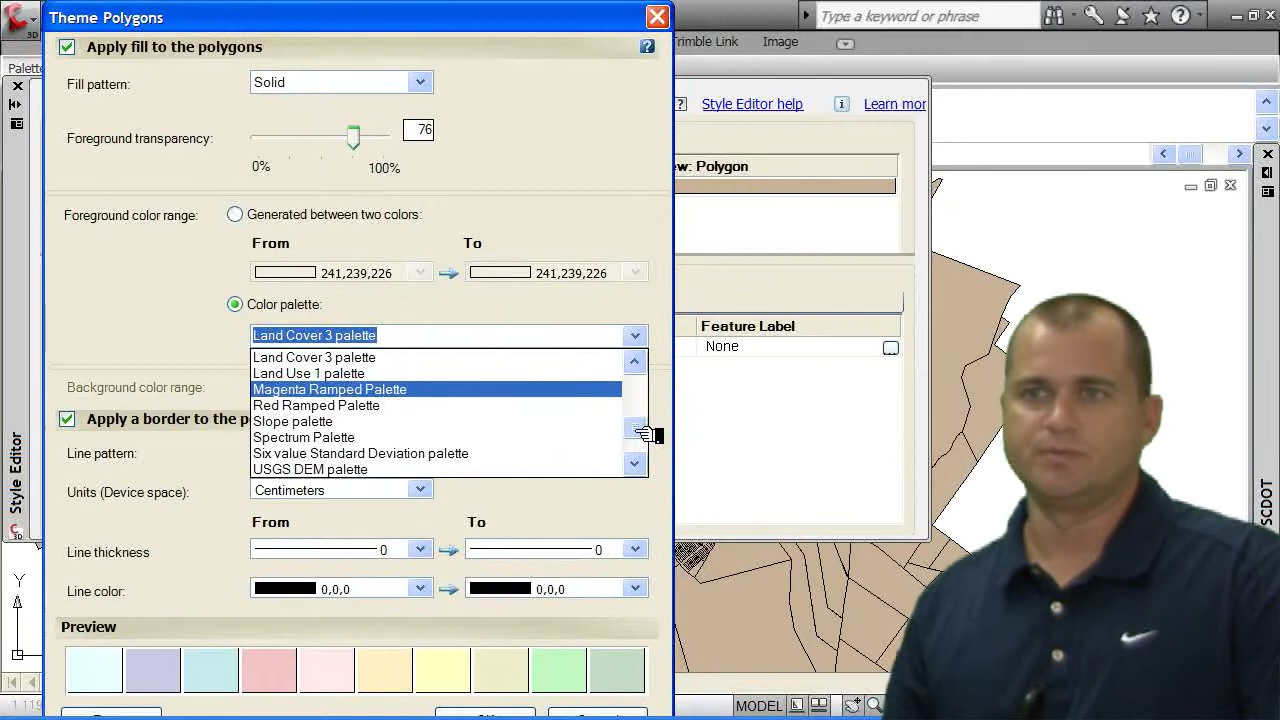 Theme Polygons
Type a keyword or phrase
3D
Apply fill to the polygons
Trimble Link
Image
Palett
Fill pattern:
Solid
Style Editor help
Learn mor
Foreground transparency:
76
0%
100%
w: Polygon
Foreground color range:
Generated between two colors:
From
To
241,239,226
241,239,226
Color palette:
Land Cover 3 palette
Feature Label
None
Land Cover 3 palette
Land Use 1 palette
Magenta Ramped Palette
Red Ramped Palette
Slope palette
Spectrum Palette
Six value Standard Deviation palette
USGS DEM palette
Background color range:
Apply a border to the po
Line pattern:
Units (Device space):
Centimeters
From
To
Line thickness
0
0
Line color:
0,0,0
0,0,0
Preview
Style Editor
SCDOT
3D
Y
X
MODEL